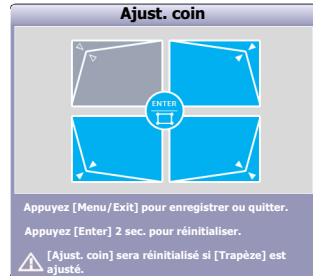 Ajust. coin
ENTER
Appuyez [Menu/Exit] pour enregistrer ou quitter.
Appuyez [Enter] 2 sec. pour réinitialiser.
[Ajust. coin] sera réinitialisé si [Trapèze] est
ajusté.